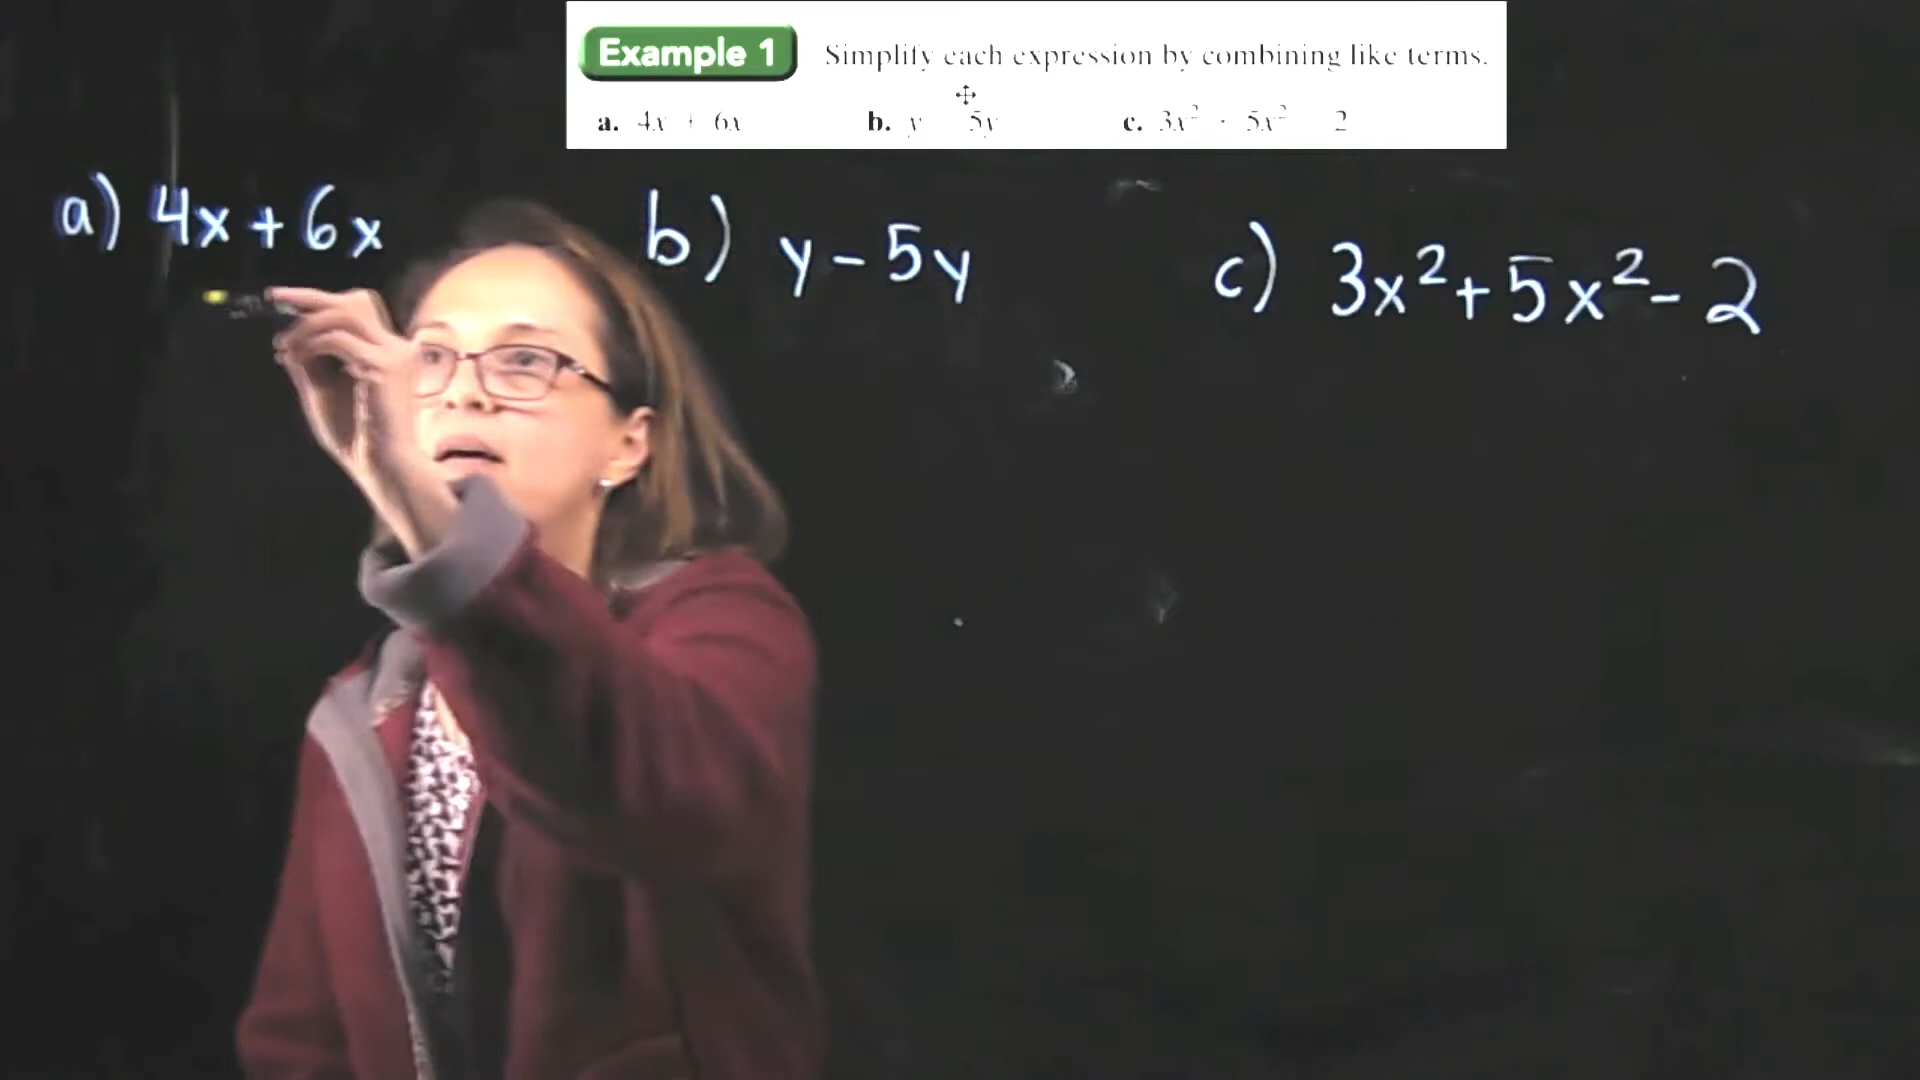 Example 1 Simplify each expression by combining like terms.
a. 4x + 6x b. y 5y c. 3x² + 5x² 2
a) 4x + 6x b) y - 5y c) 3x² + 5x² - 2